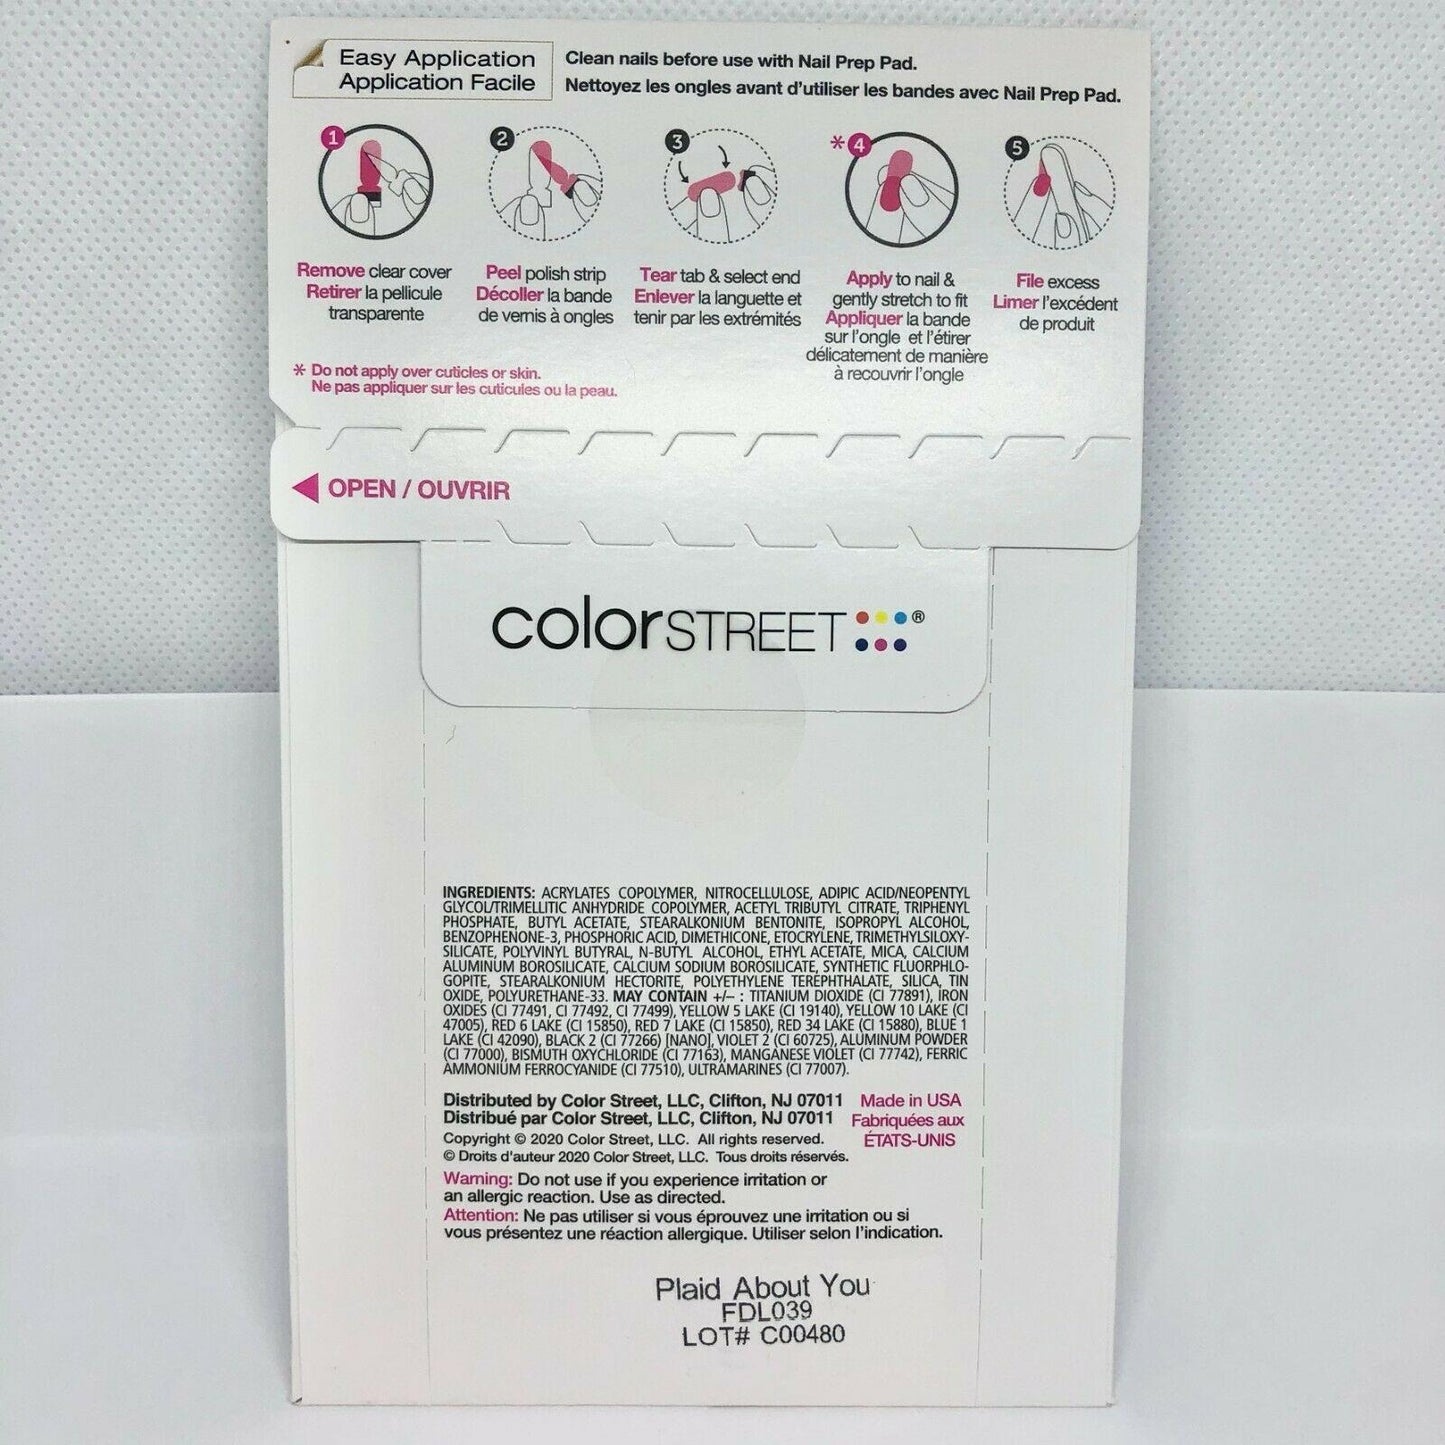 Easy Application
Application Facile
Clean nails before use with Nail Prep Pad.
Nettoyez les ongles avant d'utiliser les bandes avec Nail Prep Pad.
1
2
3
*4
5
Remove clear cover
Retirer la pellicule
transparente
Peel polish strip
Décoller la bande
de vernis à ongles
Tear tab & select end
Enlever la languette et
tenir par les extrémités
Apply to nail &
gently stretch to fit
Appliquer la bande
sur l'ongle et l'étirer
délicatement de manière
à recouvrir l'ongle
File excess
Limer l'excédent
de produit
* Do not apply over cuticles or skin.
Ne pas appliquer sur les cuticules ou la peau.
OPEN / OUVRIR
colorSTREET ®
INGREDIENTS: ACRYLATES COPOLYMER, NITROCELLULOSE, ADIPIC ACID/NEOPENTYL
GLYCOL/TRIMELLITIC ANHYDRIDE COPOLYMER, ACETYL TRIBUTYL CITRATE, TRIPHENYL
PHOSPHATE, BUTYL ACETATE, STEARALKONIUM BENTONITE, ISOPROPYL ALCOHOL,
BENZOPHENONE-3, PHOSPHORIC ACID, DIMETHICONE, ETOCRYLENE, TRIMETHYLSILOXY-
SILICATE, POLYVINYL BUTYRAL, N-BUTYL ALCOHOL, ETHYL ACETATE, MICA, CALCIUM
ALUMINUM BOROSILICATE, CALCIUM SODIUM BOROSILICATE, SYNTHETIC FLUORPHLO-
GOPITE, STEARALKONIUM HECTORITE, POLYETHYLENE TEREPHTHALATE, SILICA, TIN
OXIDE, POLYURETHANE-33. MAY CONTAIN +/– : TITANIUM DIOXIDE (CI 77891), IRON
OXIDES (CI 77491, CI 77492, CI 77499), YELLOW 5 LAKE (CI 19140), YELLOW 10 LAKE (CI
47005), RED 6 LAKE (CI 15850), RED 7 LAKE (CI 15850), RED 34 LAKE (CI 15880), BLUE 1
LAKE (CI 42090), BLACK 2 (CI 77266) [NANO], VIOLET 2 (CI 60725), ALUMINUM POWDER
(CI 77000), BISMUTH OXYCHLORIDE (CI 77163), MANGANESE VIOLET (CI 77742), FERRIC
AMMONIUM FERROCYANIDE (CI 77510), ULTRAMARINES (CI 77007).
Distributed by Color Street, LLC, Clifton, NJ 07011
Distribué par Color Street, LLC, Clifton, NJ 07011
Made in USA
Fabriquées aux
ÉTATS-UNIS
Copyright © 2020 Color Street, LLC. All rights reserved.
© Droits d'auteur 2020 Color Street, LLC. Tous droits réservés.
Warning: Do not use if you experience irritation or
an allergic reaction. Use as directed.
Attention: Ne pas utiliser si vous éprouvez une irritation ou si
vous présentez une réaction allergique. Utiliser selon l'indication.
Plaid About You
FDL039
LOT# C00480